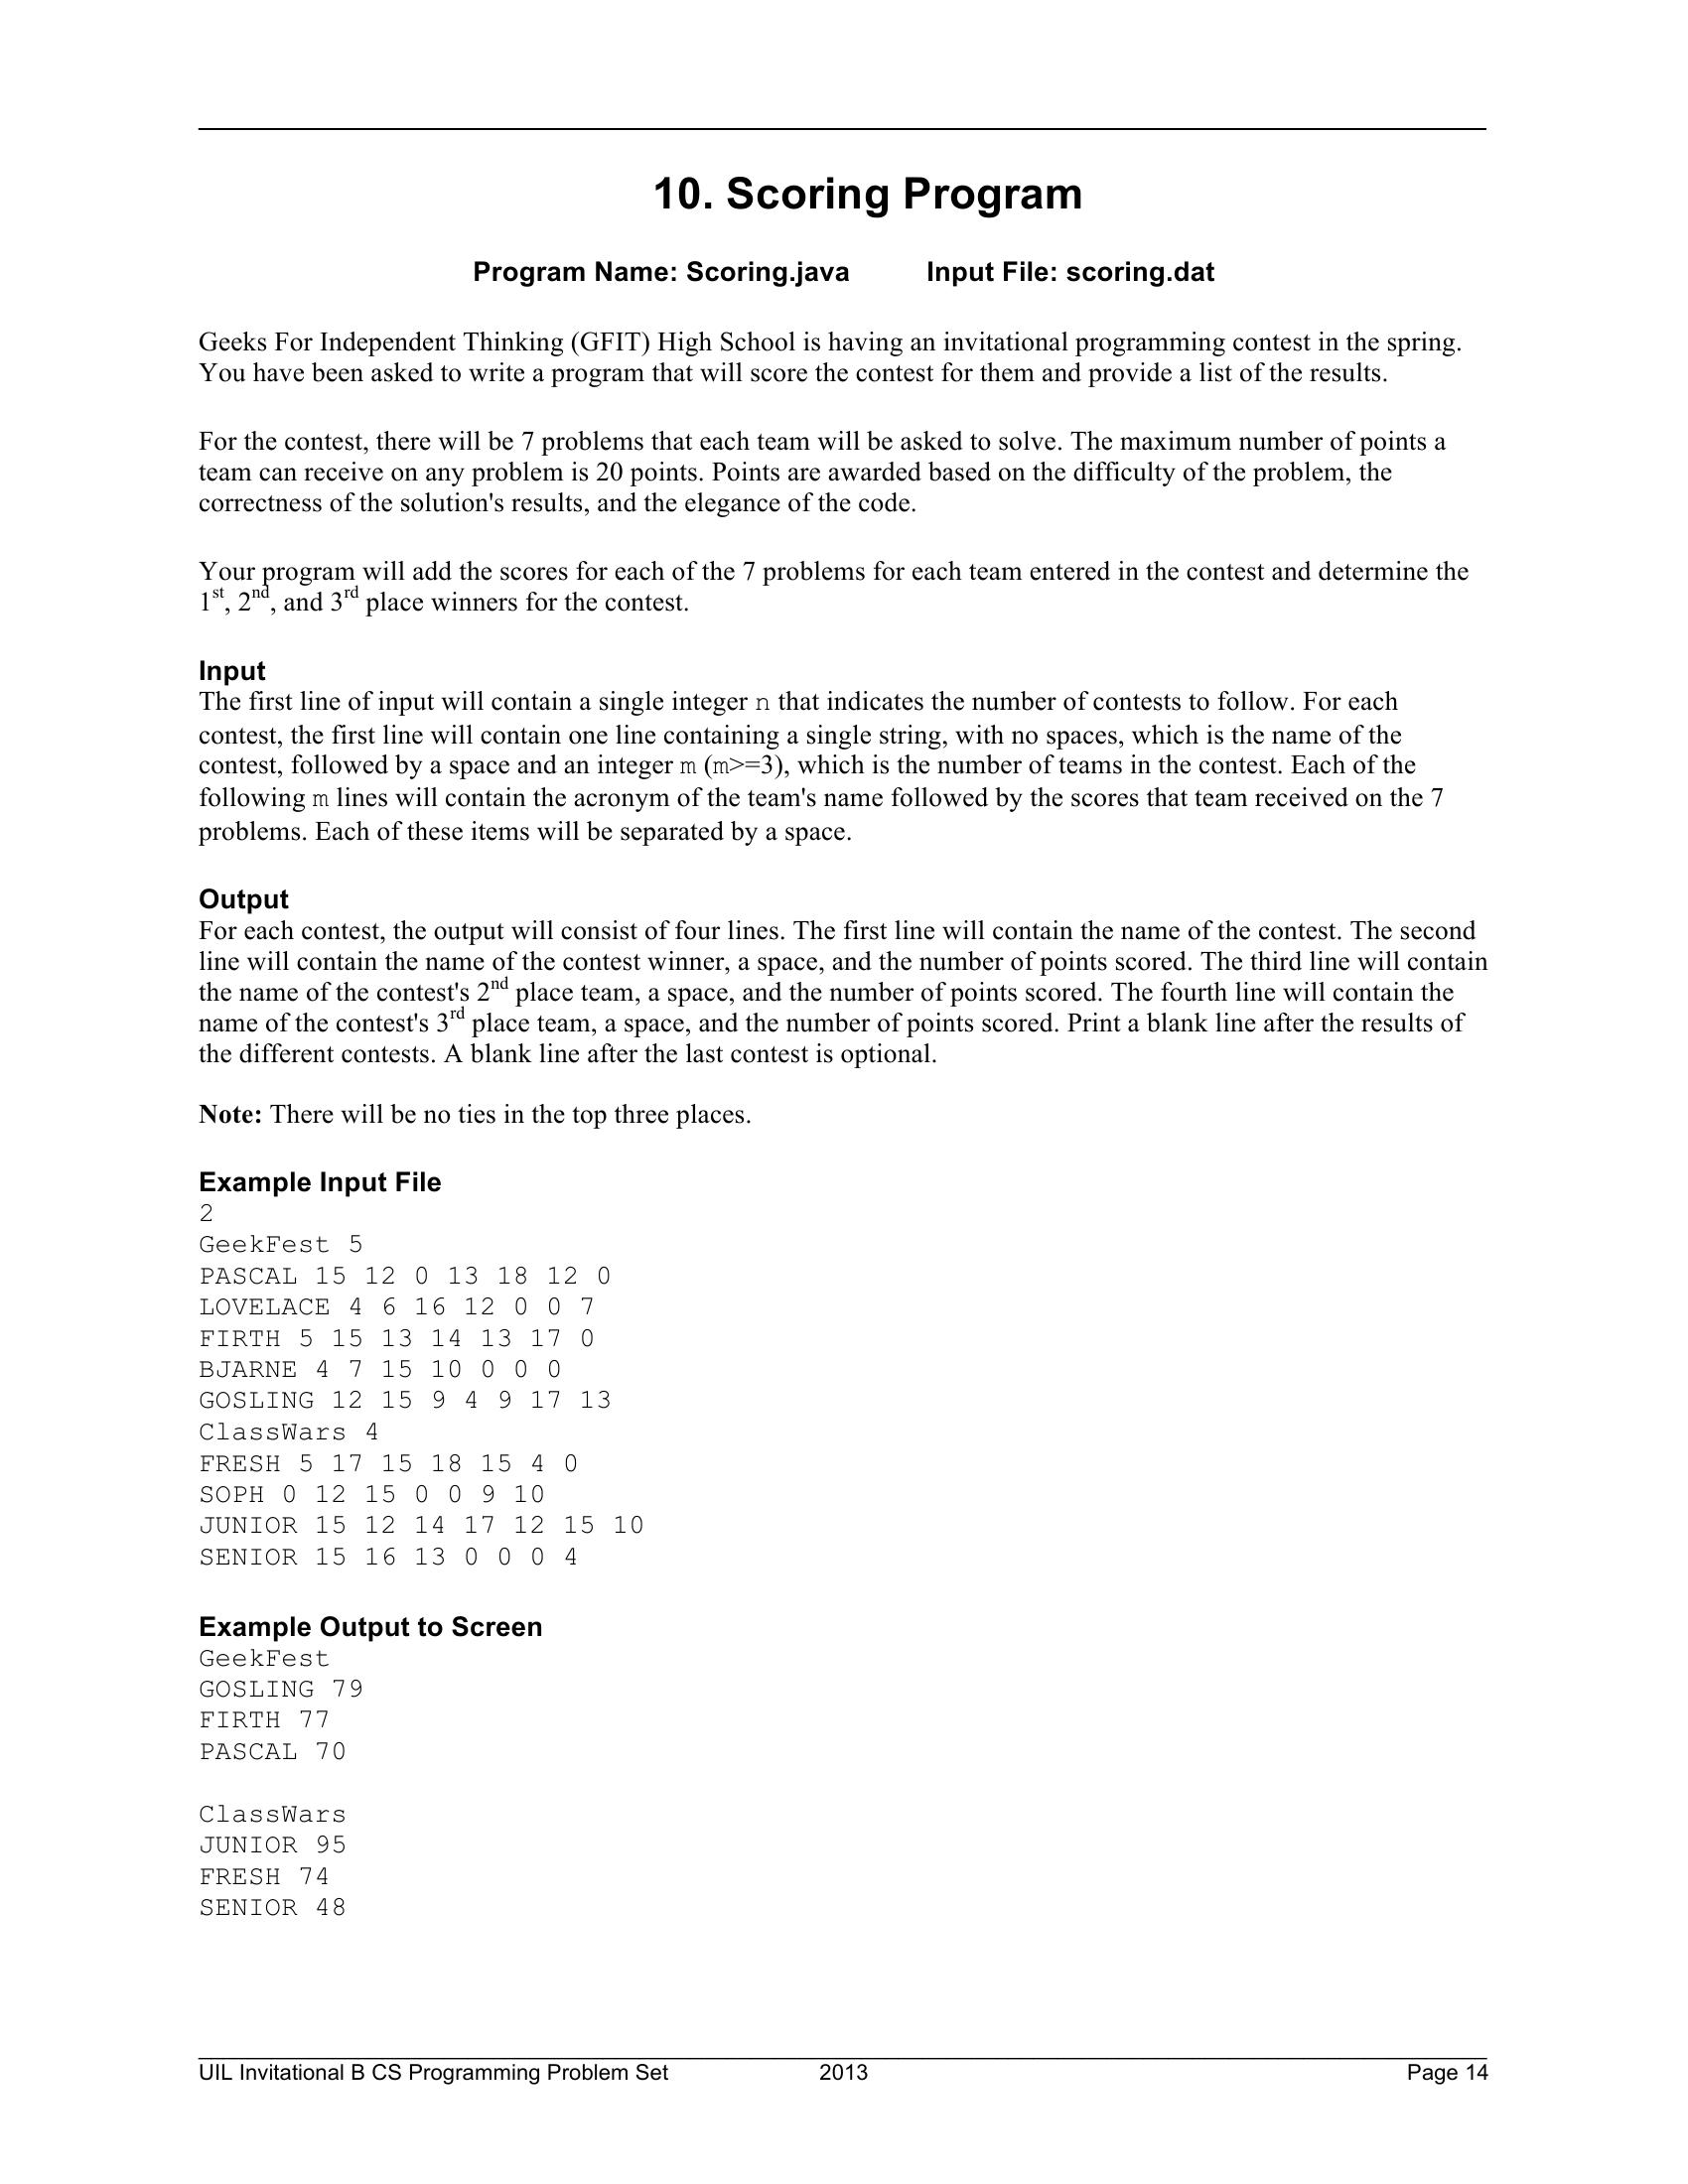 10. Scoring Program
Program Name: Scoring.java Input File: scoring.dat
Geeks For Independent Thinking (GFIT) High School is having an invitational programming contest in the spring.
You have been asked to write a program that will score the contest for them and provide a list of the results.
For the contest, there will be 7 problems that each team will be asked to solve. The maximum number of points a
team can receive on any problem is 20 points. Points are awarded based on the difficulty of the problem, the
correctness of the solution's results, and the elegance of the code.
Your program will add the scores for each of the 7 problems for each team entered in the contest and determine the
1st, 2nd, and 3rd place winners for the contest.
Input
The first line of input will contain a single integer n that indicates the number of contests to follow. For each
contest, the first line will contain one line containing a single string, with no spaces, which is the name of the
contest, followed by a space and an integer m (m>=3), which is the number of teams in the contest. Each of the
following m lines will contain the acronym of the team's name followed by the scores that team received on the 7
problems. Each of these items will be separated by a space.
Output
For each contest, the output will consist of four lines. The first line will contain the name of the contest. The second
line will contain the name of the contest winner, a space, and the number of points scored. The third line will contain
the name of the contest's 2nd place team, a space, and the number of points scored. The fourth line will contain the
name of the contest's 3rd place team, a space, and the number of points scored. Print a blank line after the results of
the different contests. A blank line after the last contest is optional.
Note: There will be no ties in the top three places.
Example Input File
2
GeekFest 5
PASCAL 15 12 0 13 18 12 0
LOVELACE 4 6 16 12 0 0 7
FIRTH 5 15 13 14 13 17 0
BJARNE 4 7 15 10 0 0 0
GOSLING 12 15 9 4 9 17 13
ClassWars 4
FRESH 5 17 15 18 15 4 0
SOPH 0 12 15 0 0 9 10
JUNIOR 15 12 14 17 12 15 10
SENIOR 15 16 13 0 0 0 4
Example Output to Screen
GeekFest
GOSLING 79
FIRTH 77
PASCAL 70
ClassWars
JUNIOR 95
FRESH 74
SENIOR 48
UIL Invitational B CS Programming Problem Set 2013 Page 14